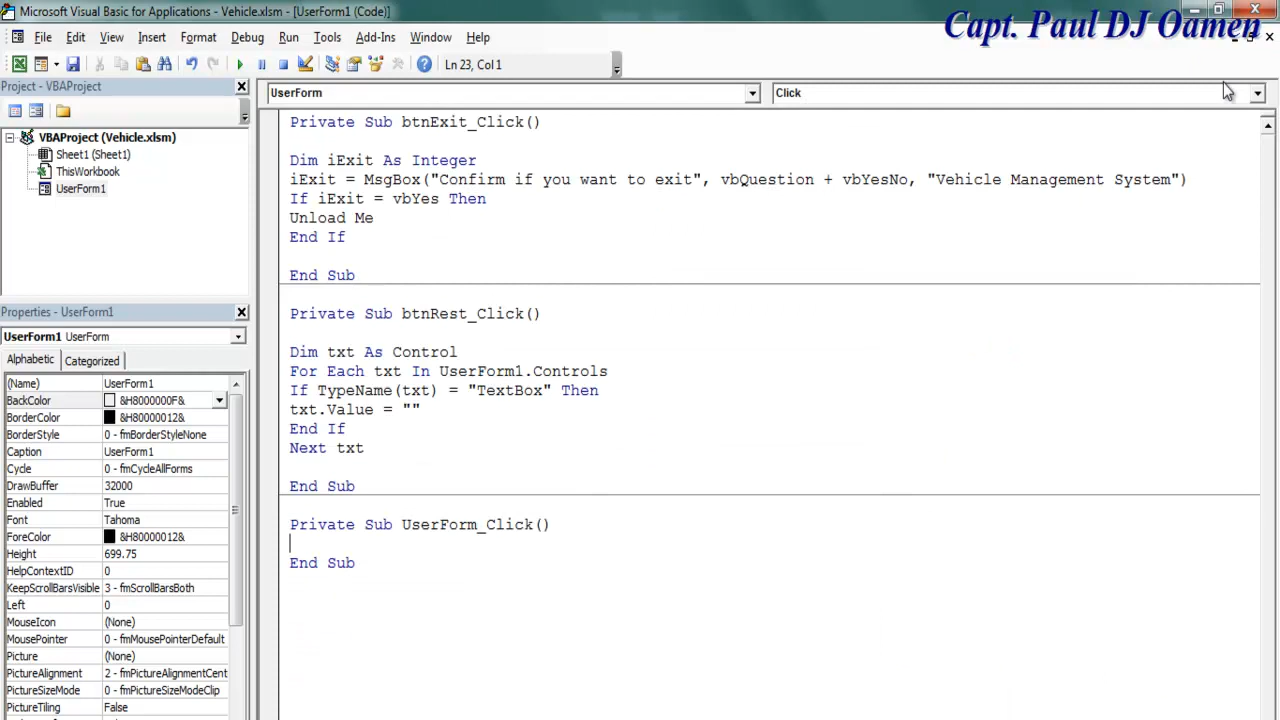 Microsoft Visual Basic for Applications - Vehicle.xlsm - [UserForm1 (Code)]
Capt. Paul DJ Oamen
File Edit View Insert Format Debug Run Tools Add-Ins Window Help
Ln 23, Col 1
Project - VBAProject
UserForm
Click
VBAProject (Vehicle.xlsm)
Sheet1 (Sheet1)
ThisWorkbook
UserForm1
Private Sub btnExit_Click()
Dim iExit As Integer
iExit = MsgBox("Confirm if you want to exit", vbQuestion + vbYesNo, "Vehicle Management System")
If iExit = vbYes Then
Unload Me
End If
End Sub
Private Sub btnRest_Click()
Dim txt As Control
For Each txt In UserForm1.Controls
If TypeName(txt) = "TextBox" Then
txt.Value = ""
End If
Next txt
End Sub
Private Sub UserForm_Click()
End Sub
Properties - UserForm1
UserForm1 UserForm
Alphabetic Categorized
(Name) UserForm1
BackColor &H8000000F&
BorderColor &H80000012&
BorderStyle 0 - fmBorderStyleNone
Caption UserForm1
Cycle 0 - fmCycleAllForms
DrawBuffer 32000
Enabled True
Font Tahoma
ForeColor &H80000012&
Height 699.75
HelpContextID 0
KeepScrollBarsVisible 3 - fmScrollBarsBoth
Left 0
MouseIcon (None)
MousePointer 0 - fmMousePointerDefault
Picture (None)
PictureAlignment 2 - fmPictureAlignmentCent
PictureSizeMode 0 - fmPictureSizeModeClip
PictureTiling False